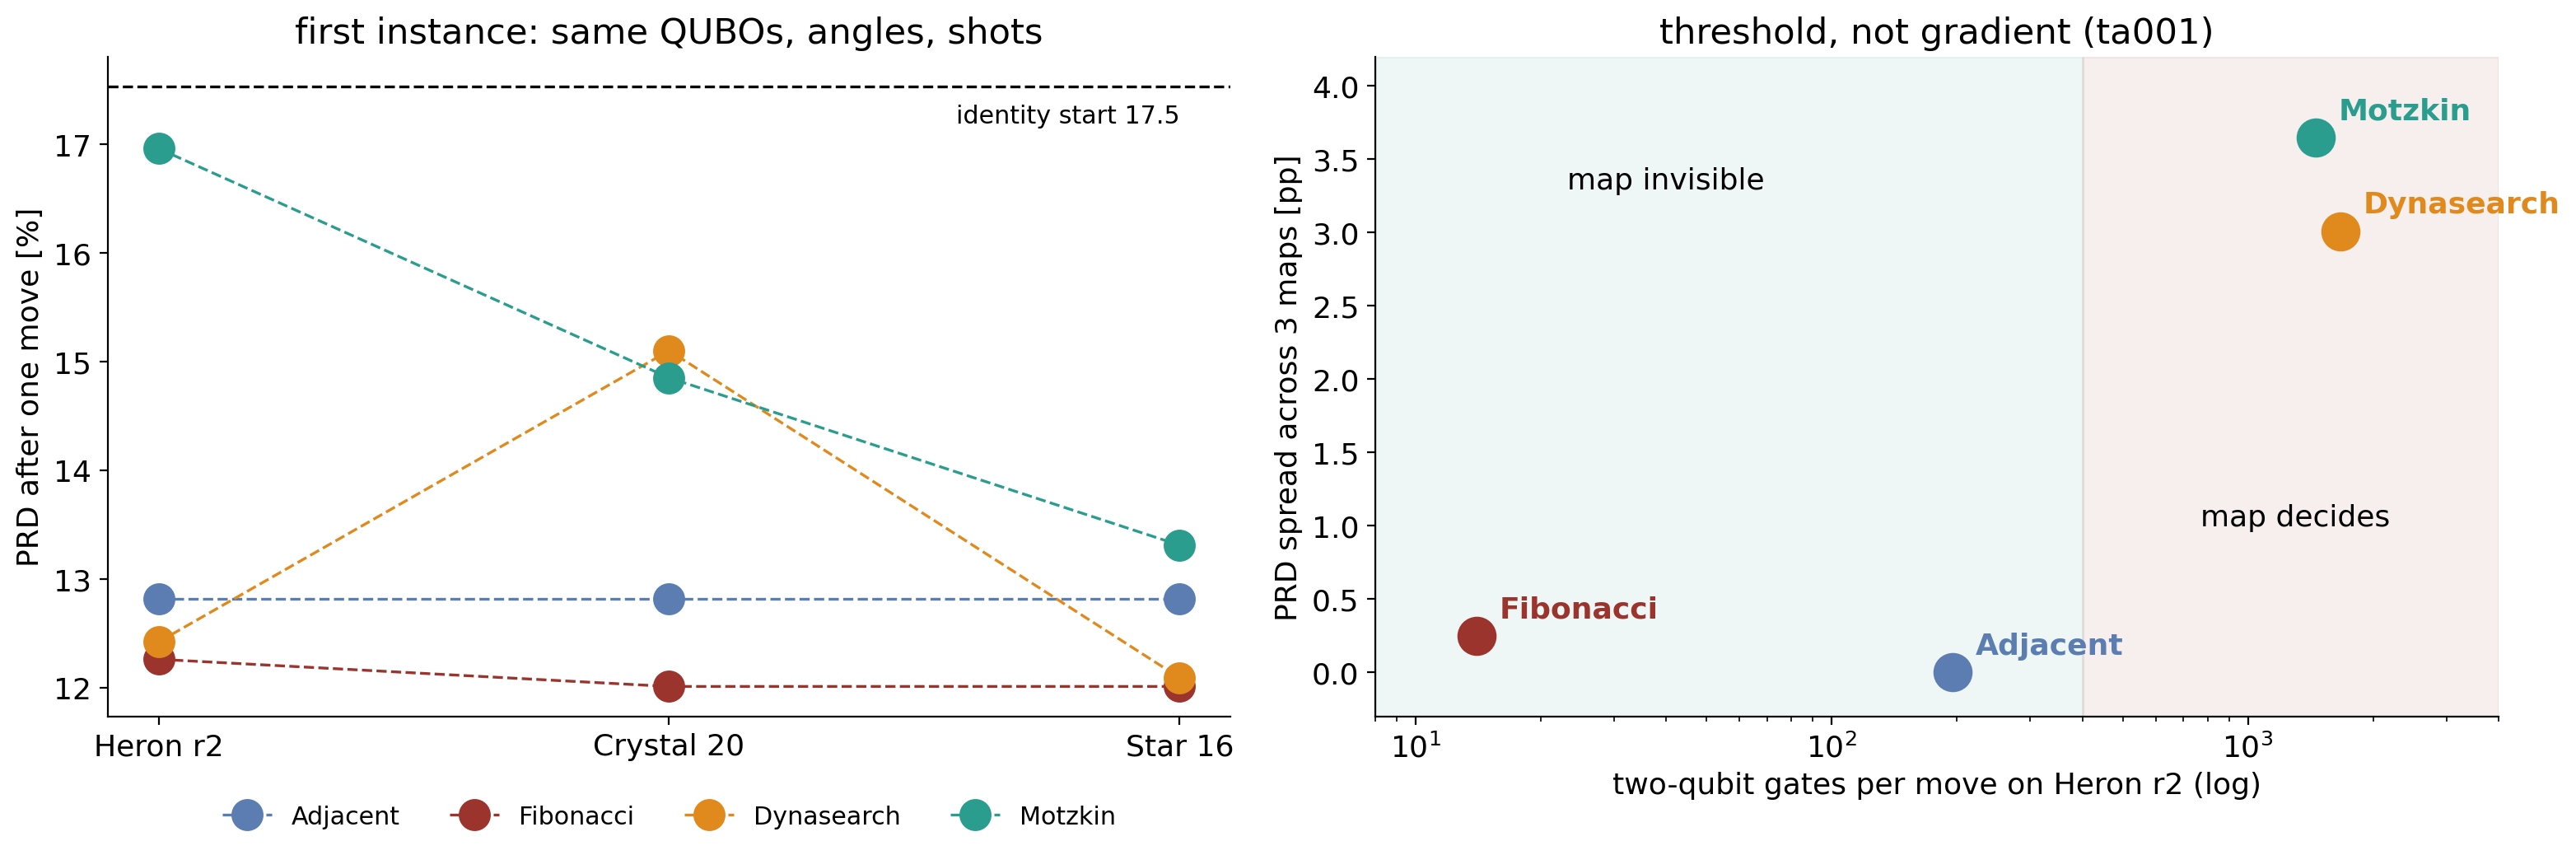 first instance: same QUBOs, angles, shots
PRD after one move [%]
17
16
15
14
13
12
identity start 17.5
Heron r2
Crystal 20
Star 16
Adjacent
Fibonacci
Dynasearch
Motzkin
threshold, not gradient (ta001)
PRD spread across 3 maps [pp]
4.0
3.5
3.0
2.5
2.0
1.5
1.0
0.5
0.0
map invisible
map decides
Motzkin
Dynasearch
Fibonacci
Adjacent
10¹
10²
10³
two-qubit gates per move on Heron r2 (log)